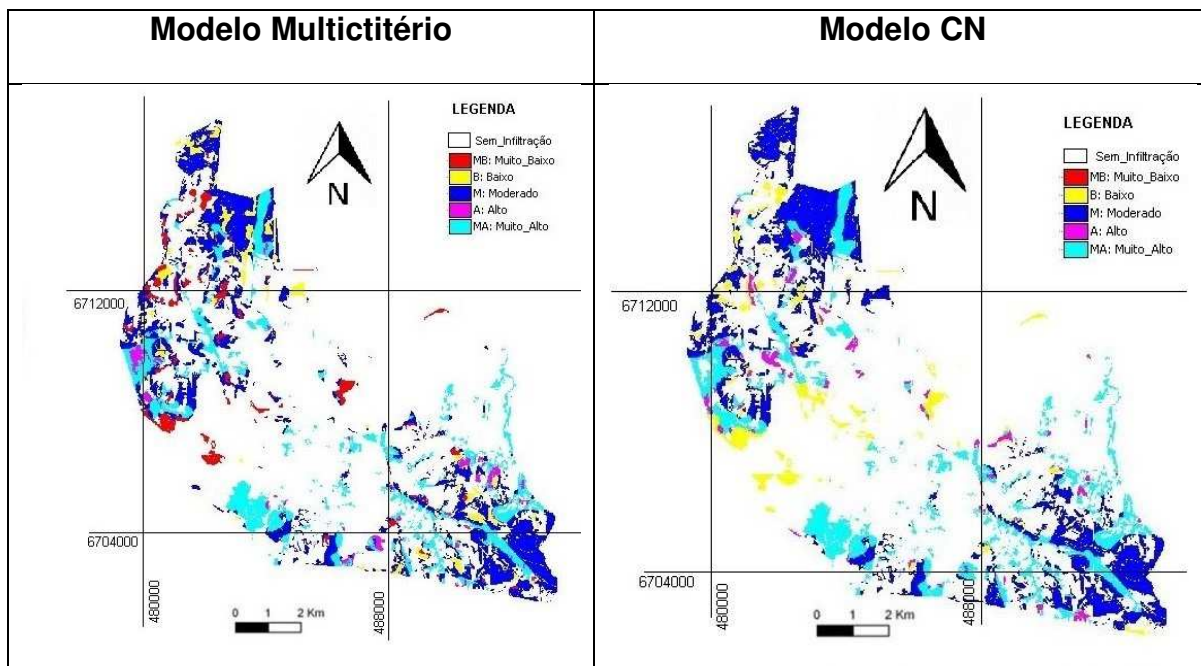 Modelo Multictitério
Modelo CN
LEGENDA
Sem_Infiltração
MB: Muito_Baixo
B: Baixo
M: Moderado
A: Alto
MA: Muito_Alto
N
6712000
6704000
480000
488000
0 1 2 Km
LEGENDA
Sem_Infiltração
MB: Muito_Baixo
B: Baixo
M: Moderado
A: Alto
MA: Muito_Alto
N
6712000
6704000
480000
488000
0 1 2 Km